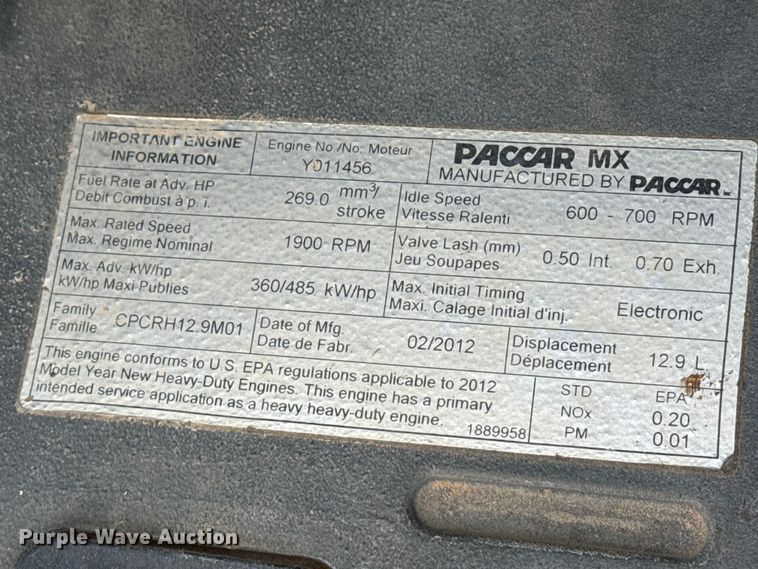 IMPORTANT ENGINE
INFORMATION
Engine No /No. Moteur
Y011456
PACCAR MX
MANUFACTURED BY PACCAR INC
Fuel Rate at Adv. HP
Debit Combust à p. i.
269.0 mm³/
stroke
Idle Speed
Vitesse Ralenti
600 - 700 RPM
Max. Rated Speed
Max. Regime Nominal
1900 RPM
Valve Lash (mm)
Jeu Soupapes
0.50 Int. 0.70 Exh.
Max. Adv. kW/hp
kW/hp Maxi Publies
360/485 kW/hp
Max. Initial Timing
Maxi. Calage Initial d'inj.
Electronic
Family
Famille
CPCRH12.9M01
Date of Mfg.
Date de Fabr.
02/2012
Displacement
Déplacement
12.9 L
This engine conforms to U.S. EPA regulations applicable to 2012
Model Year New Heavy-Duty Engines. This engine has a primary
intended service application as a heavy heavy-duty engine.
1889958
STD EPA
NOx 0.20
PM 0.01
Purple Wave Auction